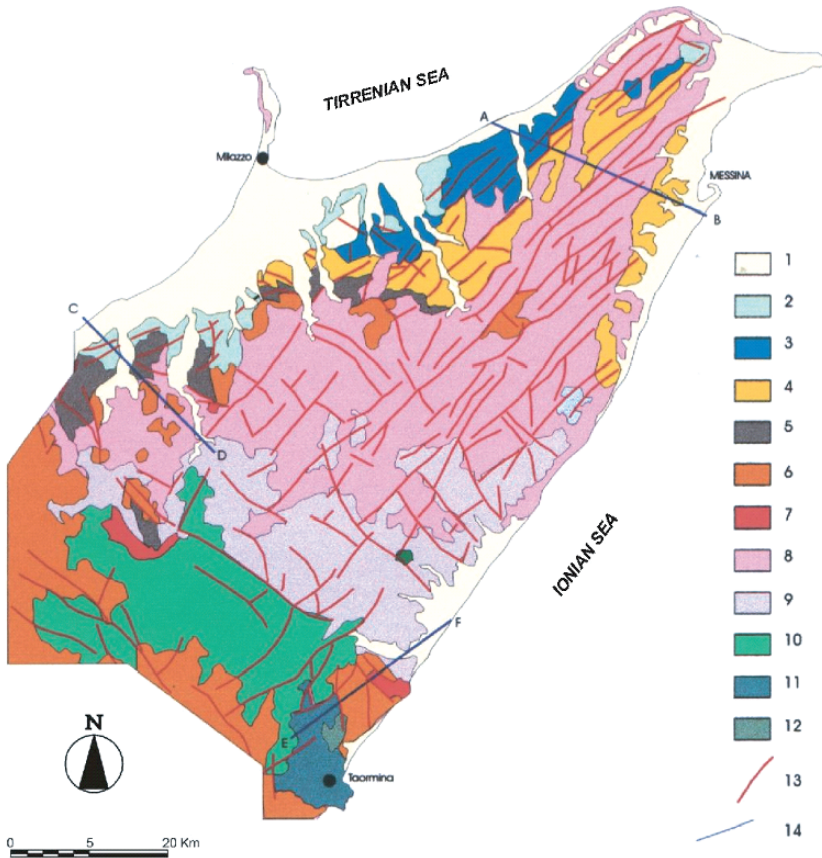 TIRRENIAN SEA
A
Milazzo
MESSINA
B
1
C
2
3
4
5
D
6
7
IONIAN SEA
8
9
F
10
11
N
E
12
Taormina
13
14
0 5 20 Km